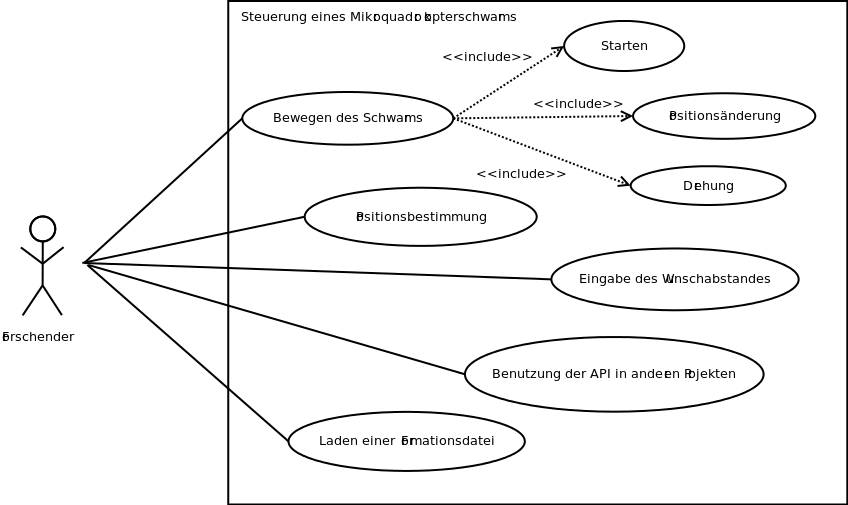 Steuerung eines Mikroquadrokopterschwarms
Starten
<<include>>
<<include>>
Bewegen des Schwarms
Positionsänderung
<<include>>
Drehung
Positionsbestimmung
Eingabe des Wunschabstandes
Forschender
Benutzung der API in anderen Projekten
Laden einer Formationsdatei